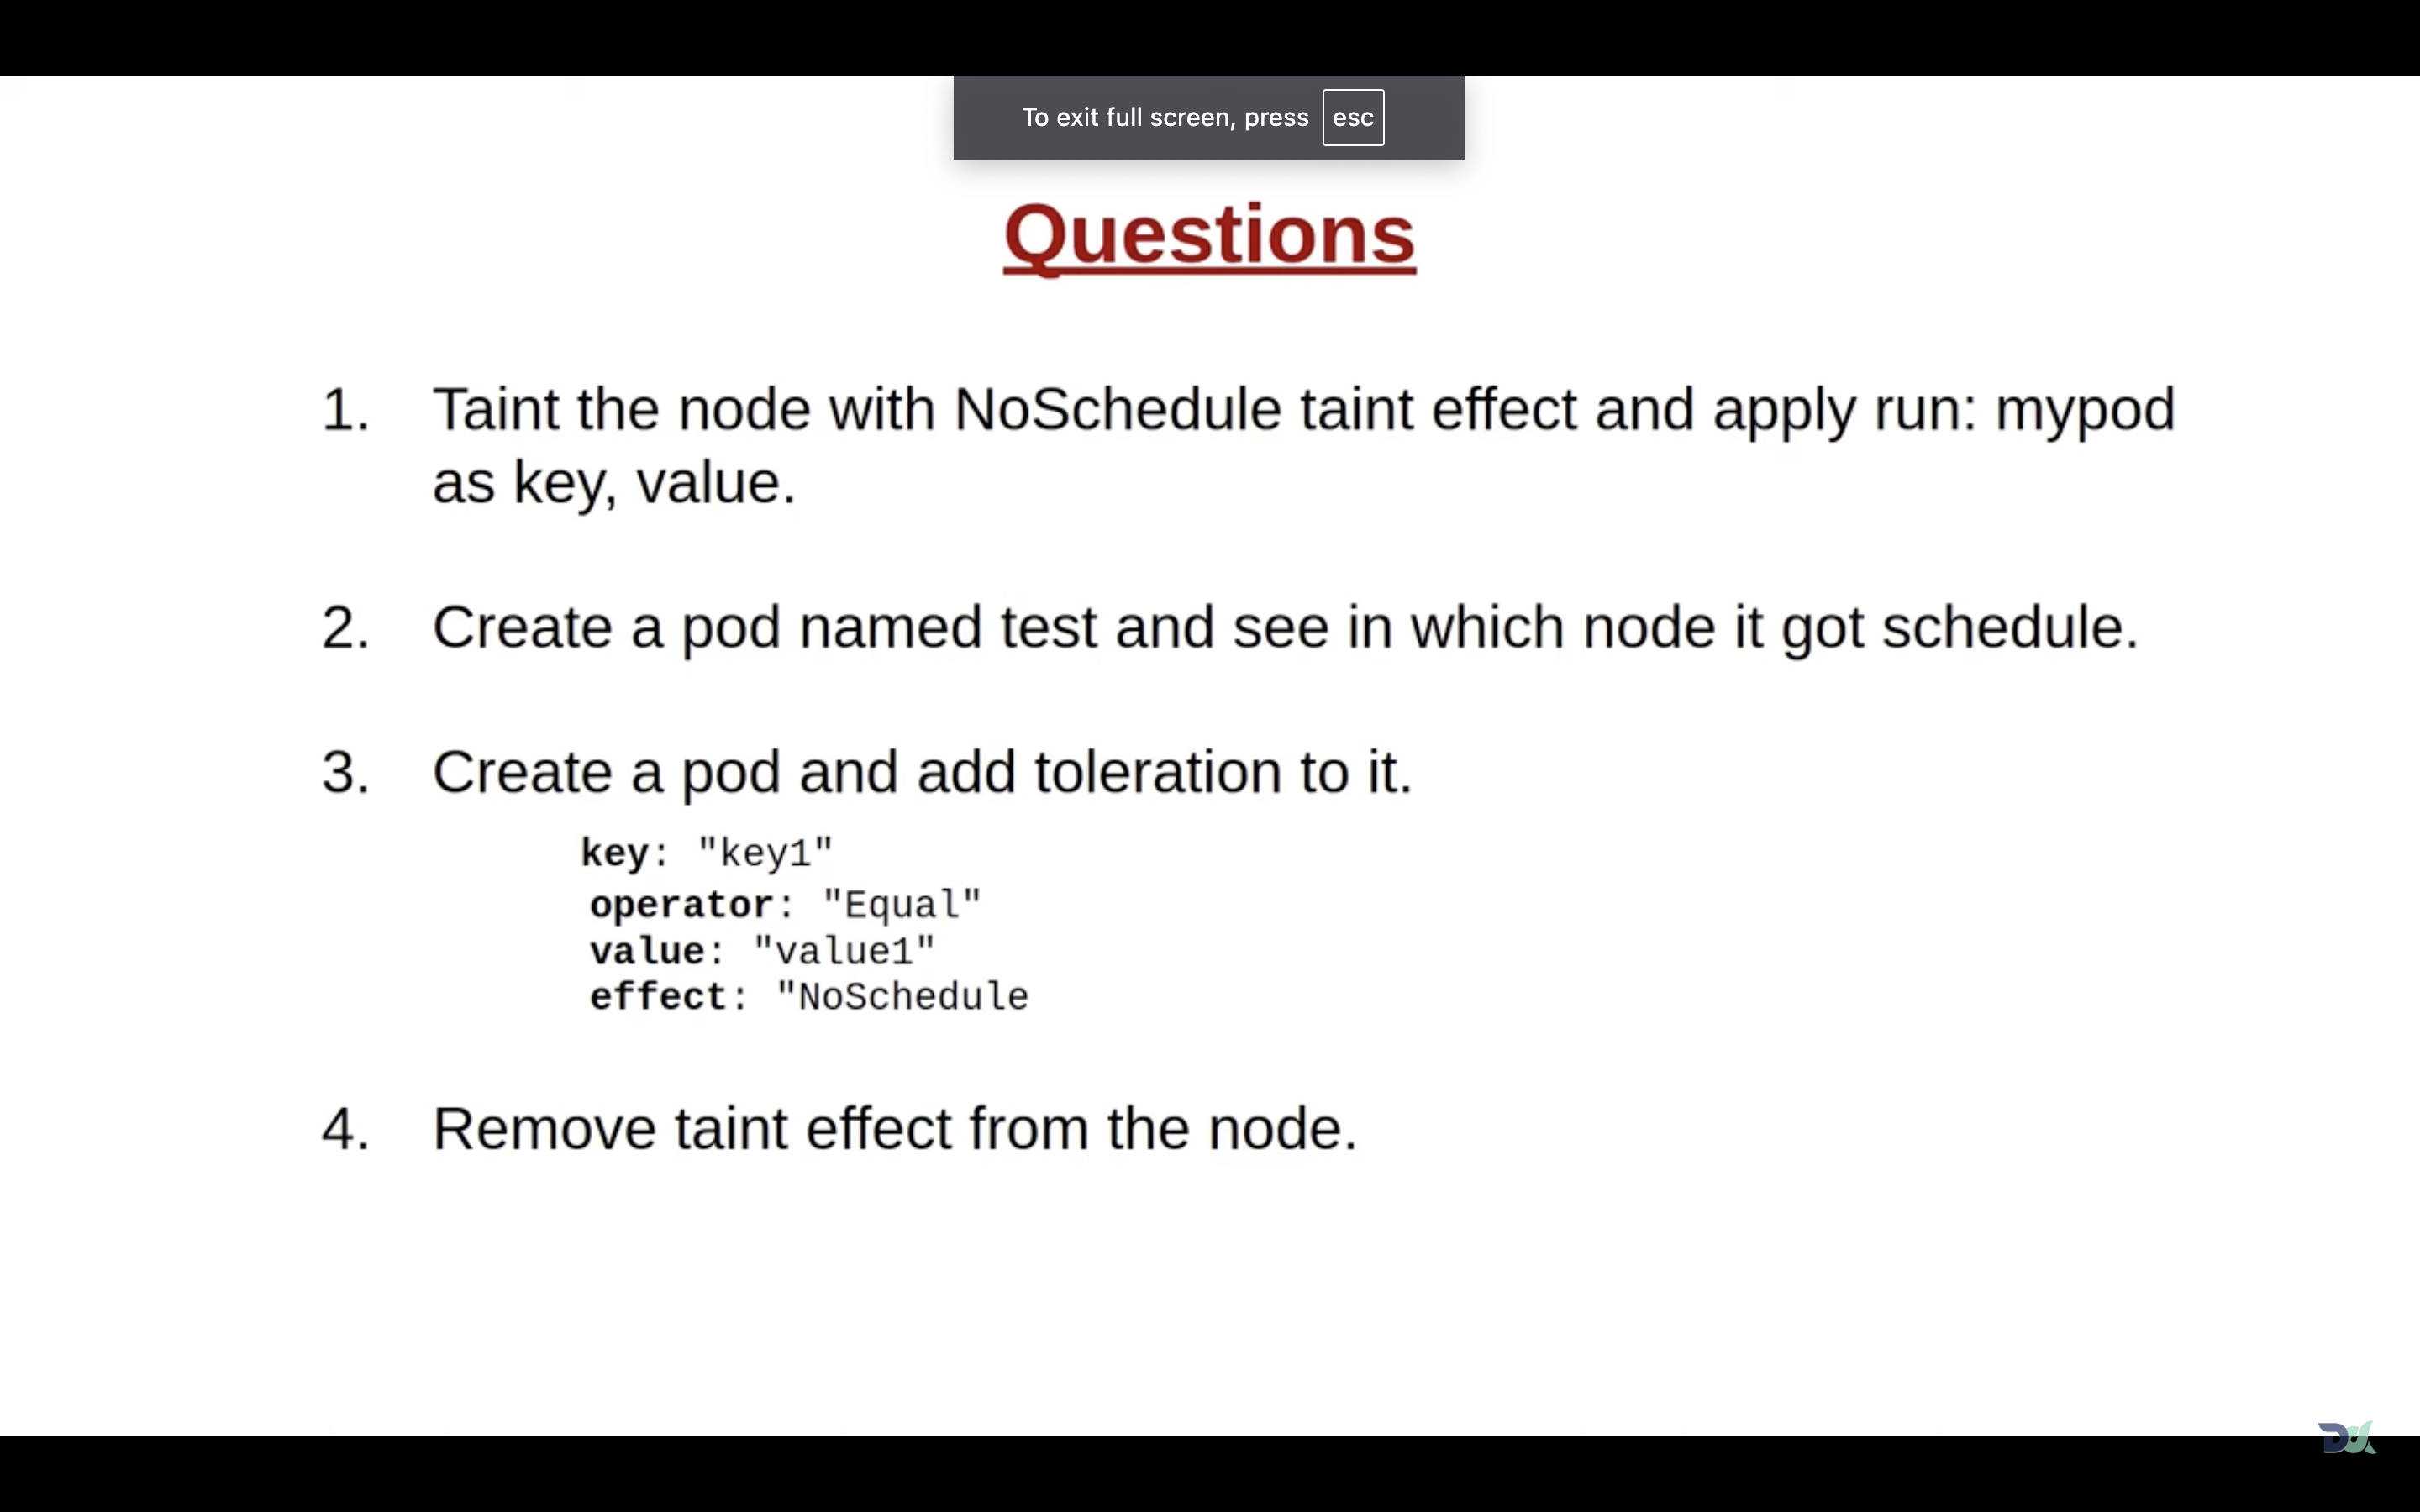 To exit full screen, press esc
Questions
1. Taint the node with NoSchedule taint effect and apply run: mypod
as key, value.
2. Create a pod named test and see in which node it got schedule.
3. Create a pod and add toleration to it.
key: "key1"
operator: "Equal"
value: "value1"
effect: "NoSchedule
4. Remove taint effect from the node.